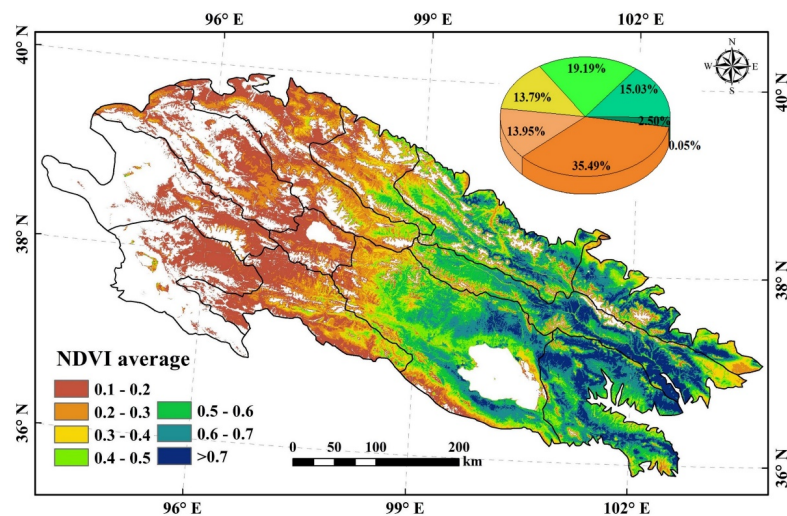 96° E
99° E
102° E
40° N
40° N
N
W E
S
19.19%
15.03%
13.79%
2.50%
13.95%
0.05%
35.49%
38° N
38° N
NDVI average
0.1 - 0.2
0.2 - 0.3
0.5 - 0.6
0.3 - 0.4
0.6 - 0.7
0.4 - 0.5
>0.7
0 50 100 200
km
36° N
36° N
96° E
99° E
102° E